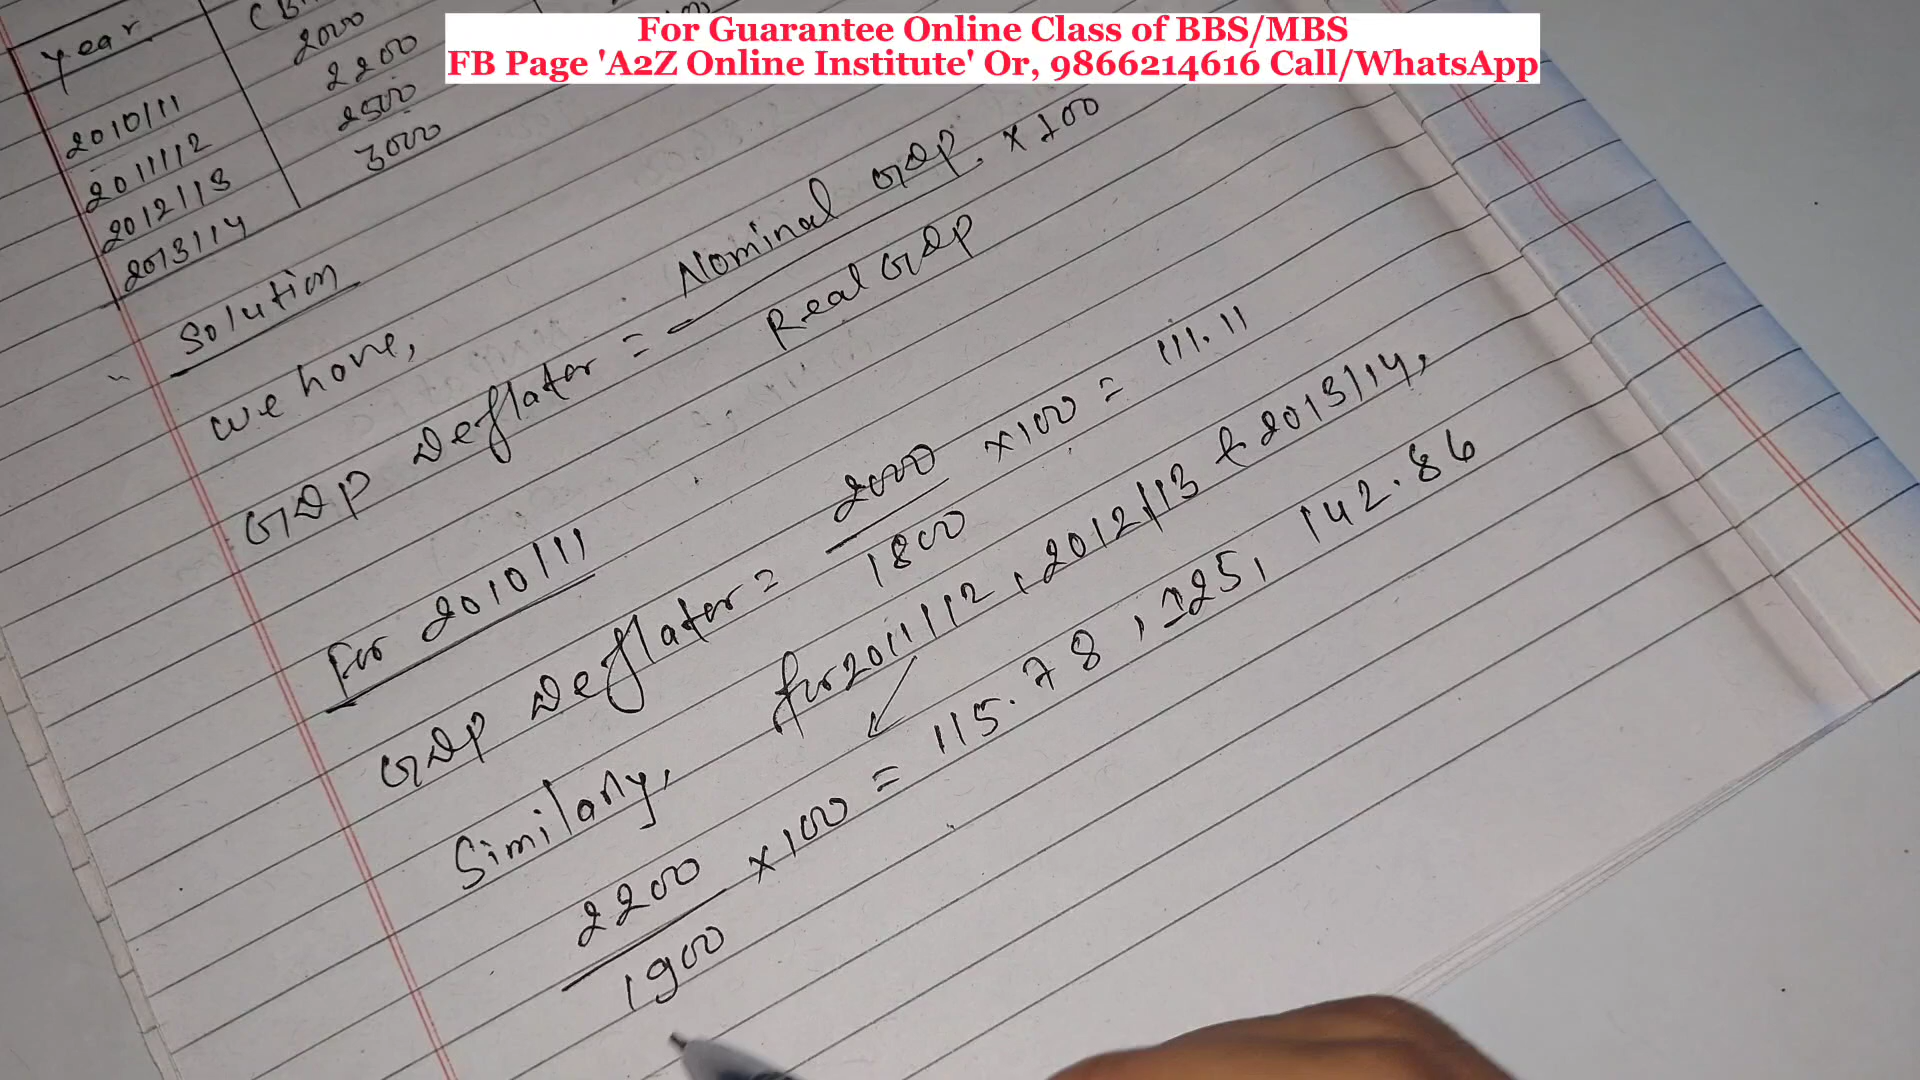 For Guarantee Online Class of BBS/MBS
FB Page 'A2Z Online Institute' Or, 9866214616 Call/WhatsApp
Year
2010/11 2000
2011/12 2200
2012/13 2500
2013/14 3000
Solution
We have,
GDP Deflator = Nominal GDP × 100
Real GDP
For 2010/11
GDP Deflator = 2000 ×100 = 111.11
1800
Similarly, for 2011/12, 2012/13 & 2013/14,
2200 ×100 = 115.78, 125, 142.86
1900